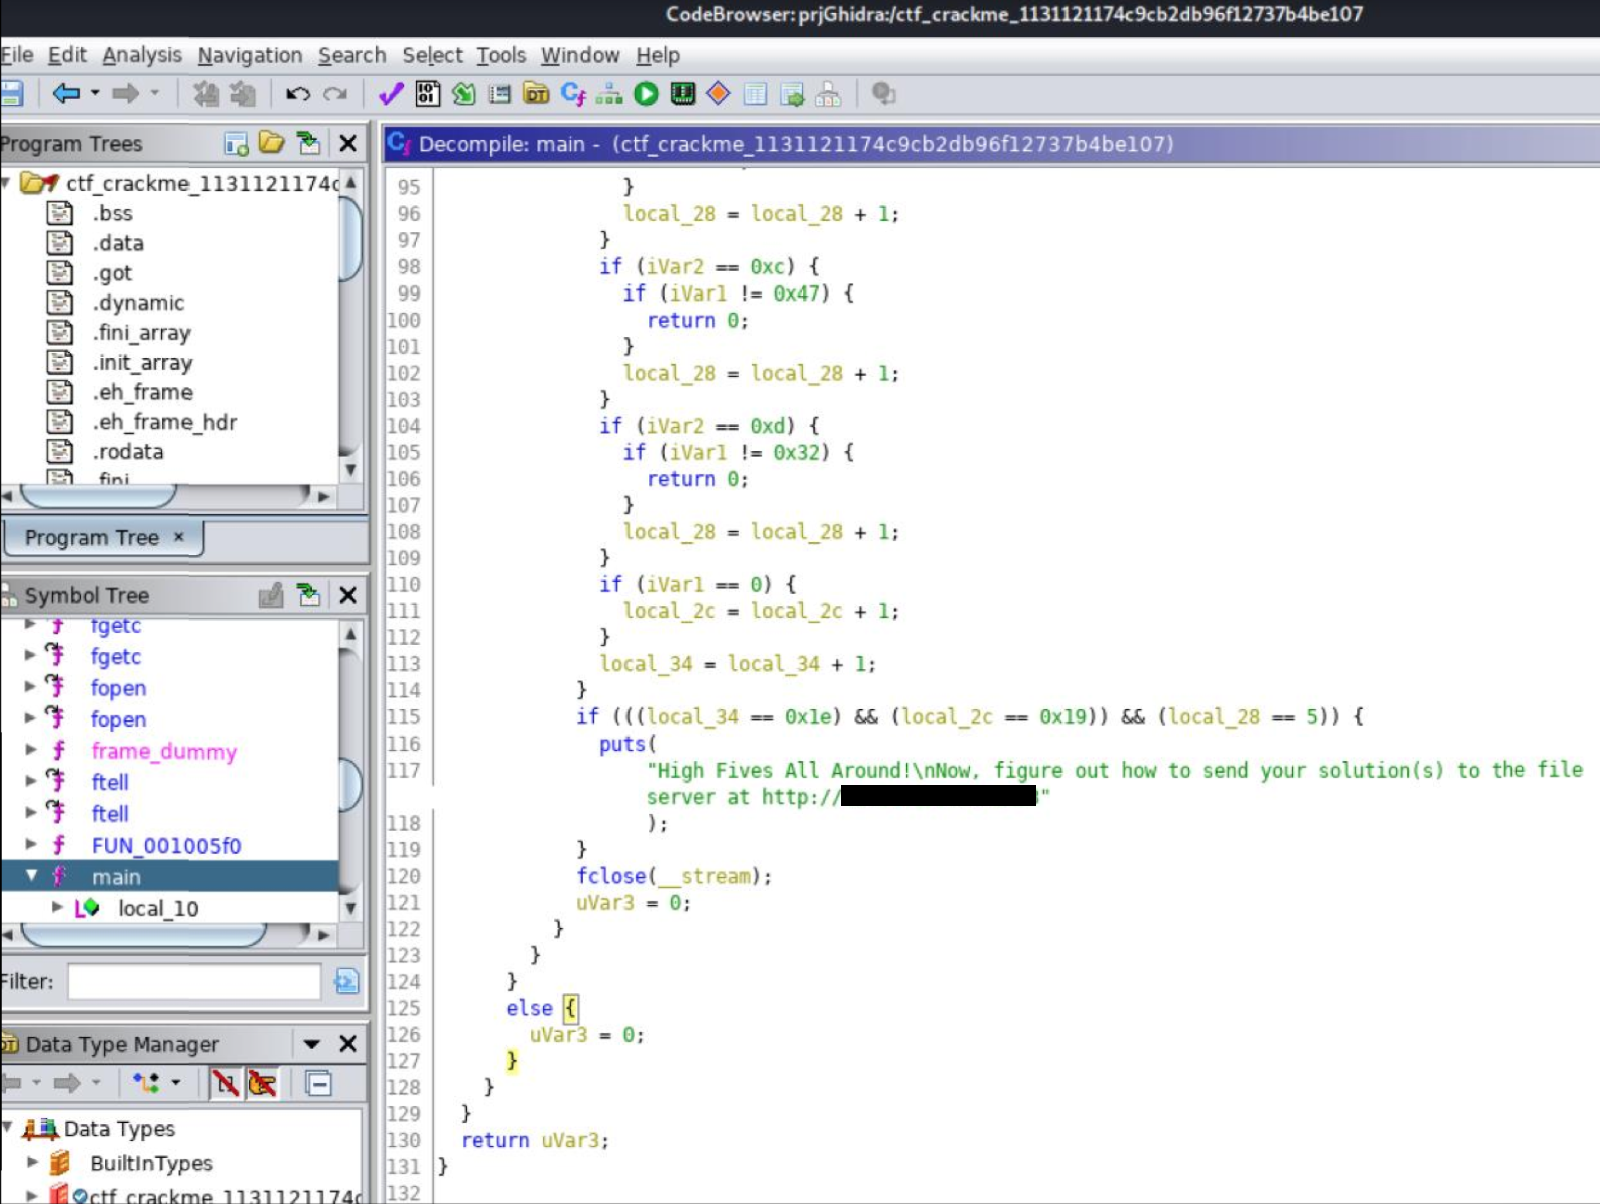 CodeBrowser: prjGhidra:/ctf_crackme_1131121174c9cb2db96f12737b4be107
File Edit Analysis Navigation Search Select Tools Window Help
Program Trees
ctf_crackme_1131121174c
.bss
.data
.got
.dynamic
.fini_array
.init_array
.eh_frame
.eh_frame_hdr
.rodata
.fini
Program Tree ×
Symbol Tree
fgetc
fgetc
fopen
fopen
frame_dummy
ftell
ftell
FUN_001005f0
main
local_10
Filter:
Data Type Manager
Data Types
BuiltInTypes
ctf_crackme_1131121174c
Decompile: main - (ctf_crackme_1131121174c9cb2db96f12737b4be107)
95 }
96 local_28 = local_28 + 1;
97 }
98 if (iVar2 == 0xc) {
99 if (iVar1 != 0x47) {
100 return 0;
101 }
102 local_28 = local_28 + 1;
103 }
104 if (iVar2 == 0xd) {
105 if (iVar1 != 0x32) {
106 return 0;
107 }
108 local_28 = local_28 + 1;
109 }
110 if (iVar1 == 0) {
111 local_2c = local_2c + 1;
112 }
113 local_34 = local_34 + 1;
114 }
115 if (((local_34 == 0x1e) && (local_2c == 0x19)) && (local_28 == 5)) {
116 puts(
117 "High Fives All Around!\nNow, figure out how to send your solution(s) to the file
server at http://"
118 );
119 }
120 fclose(__stream);
121 uVar3 = 0;
122 }
123 }
124 }
125 else {
126 uVar3 = 0;
127 }
128 }
129 }
130 return uVar3;
131 }
132